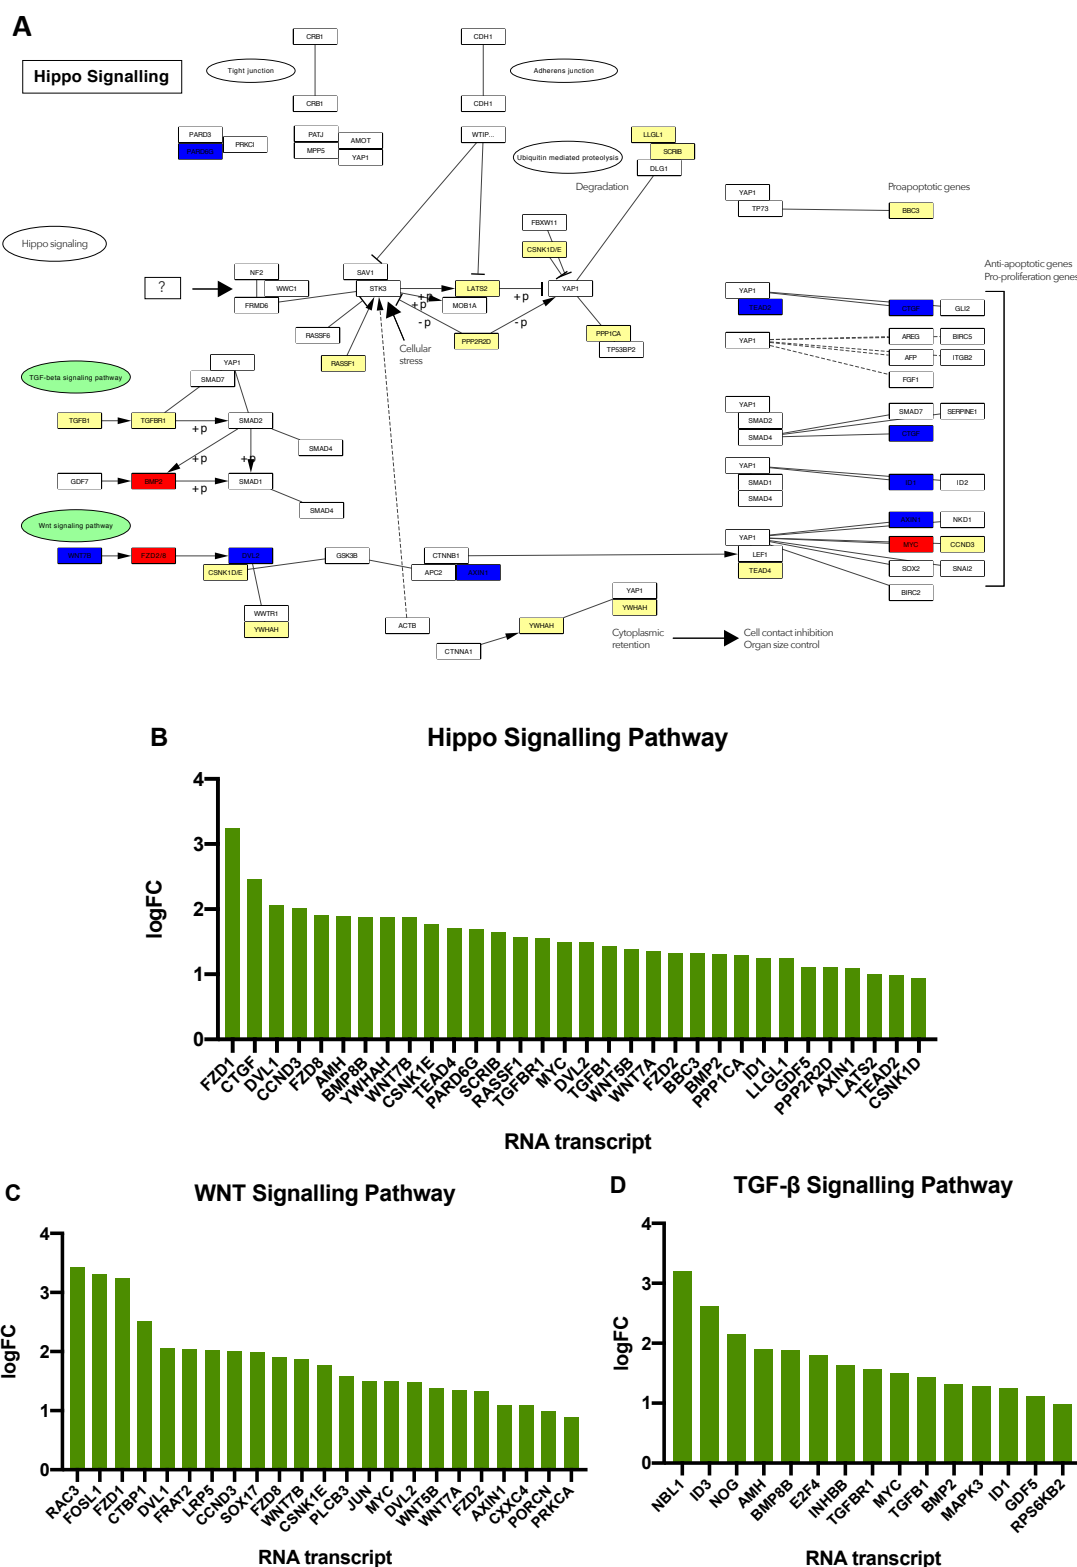 A
Hippo Signalling
CRB1
CDH1
Tight junction
Adherens junction
CRB1
CDH1
PARD3
PRKCI
PATJ
AMOT
MPP5
YAP1
WTIP...
LLGL1
SCRIB
DLG1
Ubiquitin mediated proteolysis
Degradation
YAP1
TP73
Proapoptotic genes
BBC3
FBXW11
CSNK1D/E
Hippo signaling
Anti-apoptotic genes
Pro-proliferation genes
?
NF2
WWC1
FRMD6
SAV1
STK3
LATS2
MOB1A
YAP1
+p
+p
+p
-p
-p
RASSF6
RASSF1
Cellular
stress
PPP2R2D
PPP1CA
TP53BP2
YAP1
CTGF
GLI2
YAP1
AREG
BIRC5
AFP
ITGB2
FGF1
TGF-beta signaling pathway
YAP1
SMAD7
TGFB1
TGFBR1
+p
SMAD2
SMAD4
+p
+p
GDF7
BMP2
+p
SMAD1
SMAD4
YAP1
SMAD2
SMAD4
SMAD7
SERPINE1
YAP1
SMAD1
SMAD4
ID1
ID2
Wnt signaling pathway
FZD2/8
CSNK1D/E
GSK3B
CTNNB1
APC2
YAP1
LEF1
TEAD4
NKD1
MYC
CCND3
SOX2
SNAI2
BIRC2
WWTR1
YWHAH
ACTB
CTNNA1
YWHAH
YAP1
YWHAH
Cytoplasmic
retention
Cell contact inhibition
Organ size control
B
Hippo Signalling Pathway
logFC
4
3
2
1
0
FZD1
CTGF
DVL1
CCND3
FZD8
AMH
BMP8B
YWHAH
WNT7B
CSNK1E
TEAD4
PARD6G
SCRIB
RASSF1
TGFBR1
MYC
DVL2
TGFB1
WNT5B
WNT7A
FZD2
BBC3
BMP2
PPP1CA
ID1
LLGL1
GDF5
PPP2R2D
AXIN1
LATS2
TEAD2
CSNK1D
RNA transcript
C
WNT Signalling Pathway
logFC
4
3
2
1
0
RAC3
FOSL1
FZD1
CTBP1
DVL1
FRAT2
LRP5
CCND3
SOX17
FZD8
WNT7B
CSNK1E
PLCB3
JUN
MYC
DVL2
WNT5B
WNT7A
FZD2
AXIN1
CXXC4
PORCN
PRKCA
RNA transcript
D
TGF-β Signalling Pathway
logFC
4
3
2
1
0
NBL1
ID3
NOG
AMH
BMP8B
E2F4
INHBB
TGFBR1
MYC
TGFB1
BMP2
MAPK3
ID1
GDF5
RPS6KB2
RNA transcript